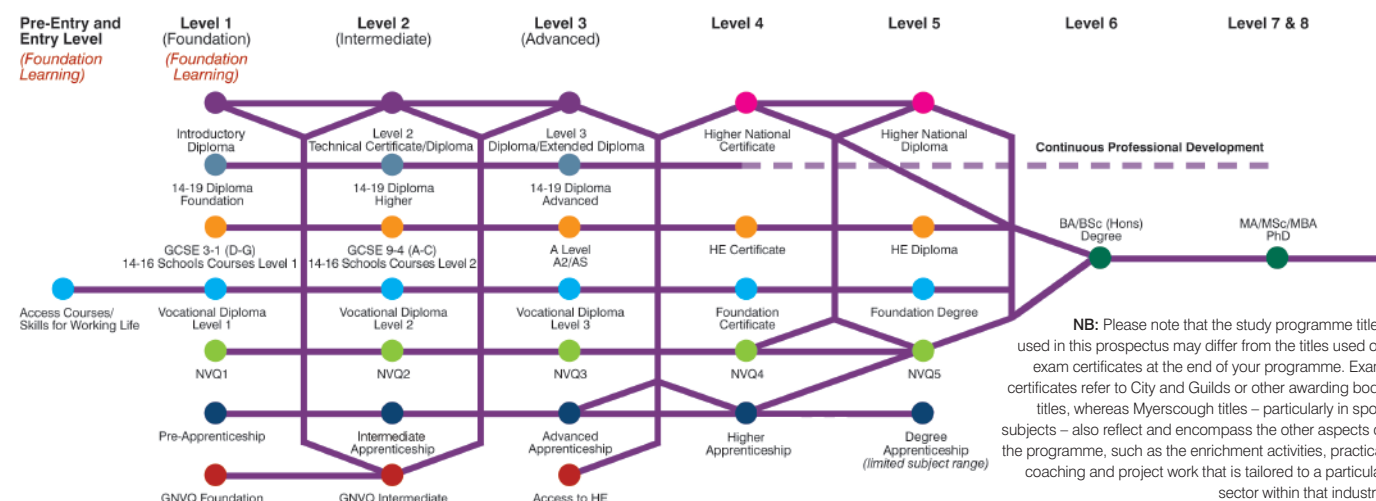 Pre-Entry and
Entry Level
(Foundation
Learning)
Level 1
(Foundation)
(Foundation
Learning)
Level 2
(Intermediate)
Level 3
(Advanced)
Level 4
Level 5
Level 6
Level 7 & 8
Introductory
Diploma
Level 2
Technical Certificate/Diploma
Level 3
Diploma/Extended Diploma
Higher National
Certificate
Higher National
Diploma
Continuous Professional Development
14-19 Diploma
Foundation
14-19 Diploma
Higher
14-19 Diploma
Advanced
GCSE 3-1 (D-G)
14-16 Schools Courses Level 1
GCSE 9-4 (A-C)
14-16 Schools Courses Level 2
A Level
A2/AS
HE Certificate
HE Diploma
BA/BSc (Hons)
Degree
MA/MSc/MBA
PhD
Access Courses/
Skills for Working Life
Vocational Diploma
Level 1
Vocational Diploma
Level 2
Vocational Diploma
Level 3
Foundation
Certificate
Foundation Degree
NVQ1
NVQ2
NVQ3
NVQ4
NVQ5
Pre-Apprenticeship
Intermediate
Apprenticeship
Advanced
Apprenticeship
Higher
Apprenticeship
Degree
Apprenticeship
(limited subject range)
GNVQ Foundation
GNVQ Intermediate
Access to HE
NB: Please note that the study programme title
used in this prospectus may differ from the titles used o
exam certificates at the end of your programme. Exa
certificates refer to City and Guilds or other awarding bod
titles, whereas Myerscough titles – particularly in spo
subjects – also reflect and encompass the other aspects o
the programme, such as the enrichment activities, practica
coaching and project work that is tailored to a particula
sector within that industr